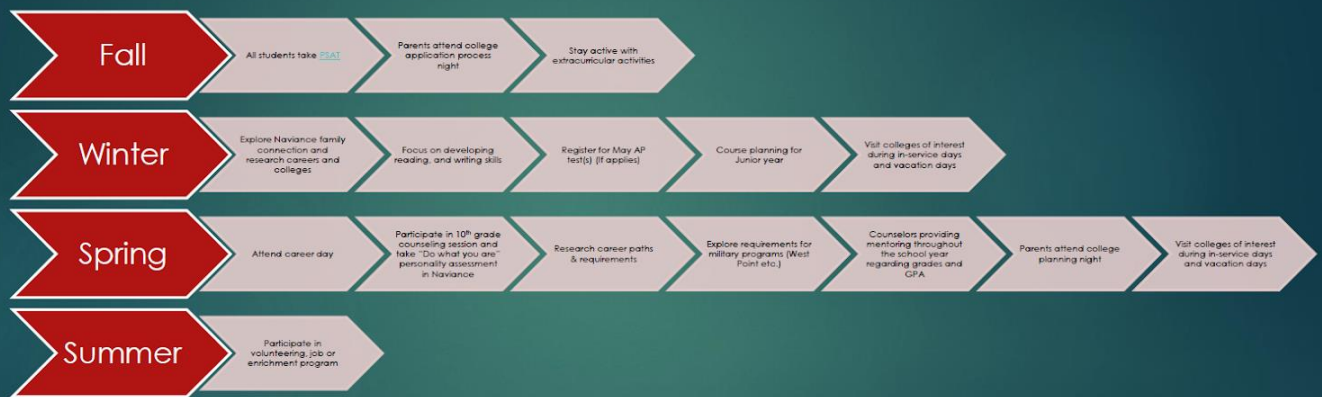 Fall
All students take PSAT
Parents attend college
application process
night
Stay active with
extracurricular activities
Winter
Explore Naviance family
connection and
research careers and
colleges
Focus on developing
reading, and writing skills
Register for May AP
test(s) (if applies)
Course planning for
Junior year
Visit colleges of interest
during in-service days
and vacation days
Spring
Attend career day
Participate in 10th grade
counseling session and
take "Do what you are"
personality assessment
in Naviance
Research career paths
& requirements
Explore requirements for
military programs (West
Point etc.)
Counselors providing
mentoring throughout
the school year
regarding grades and
GPA
Parents attend college
planning night
Visit colleges of interest
during in-service days
and vacation days
Summer
Participate in
volunteering, job or
enrichment program